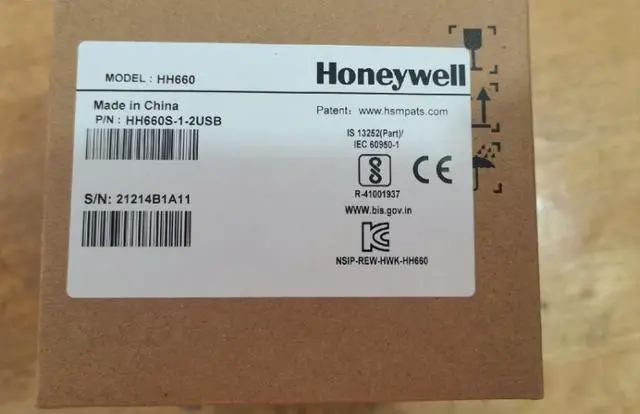 MODEL : HH660
Honeywell
Made in China
P/N : HH660S-1-2USB
Patent: www.hsmpats.com
IS 13252(Part)/
IEC 60950-1
CE
R-41001937
S/N: 21214B1A11
www.bis.gov.in
NSIP-REW-HWK-HH660